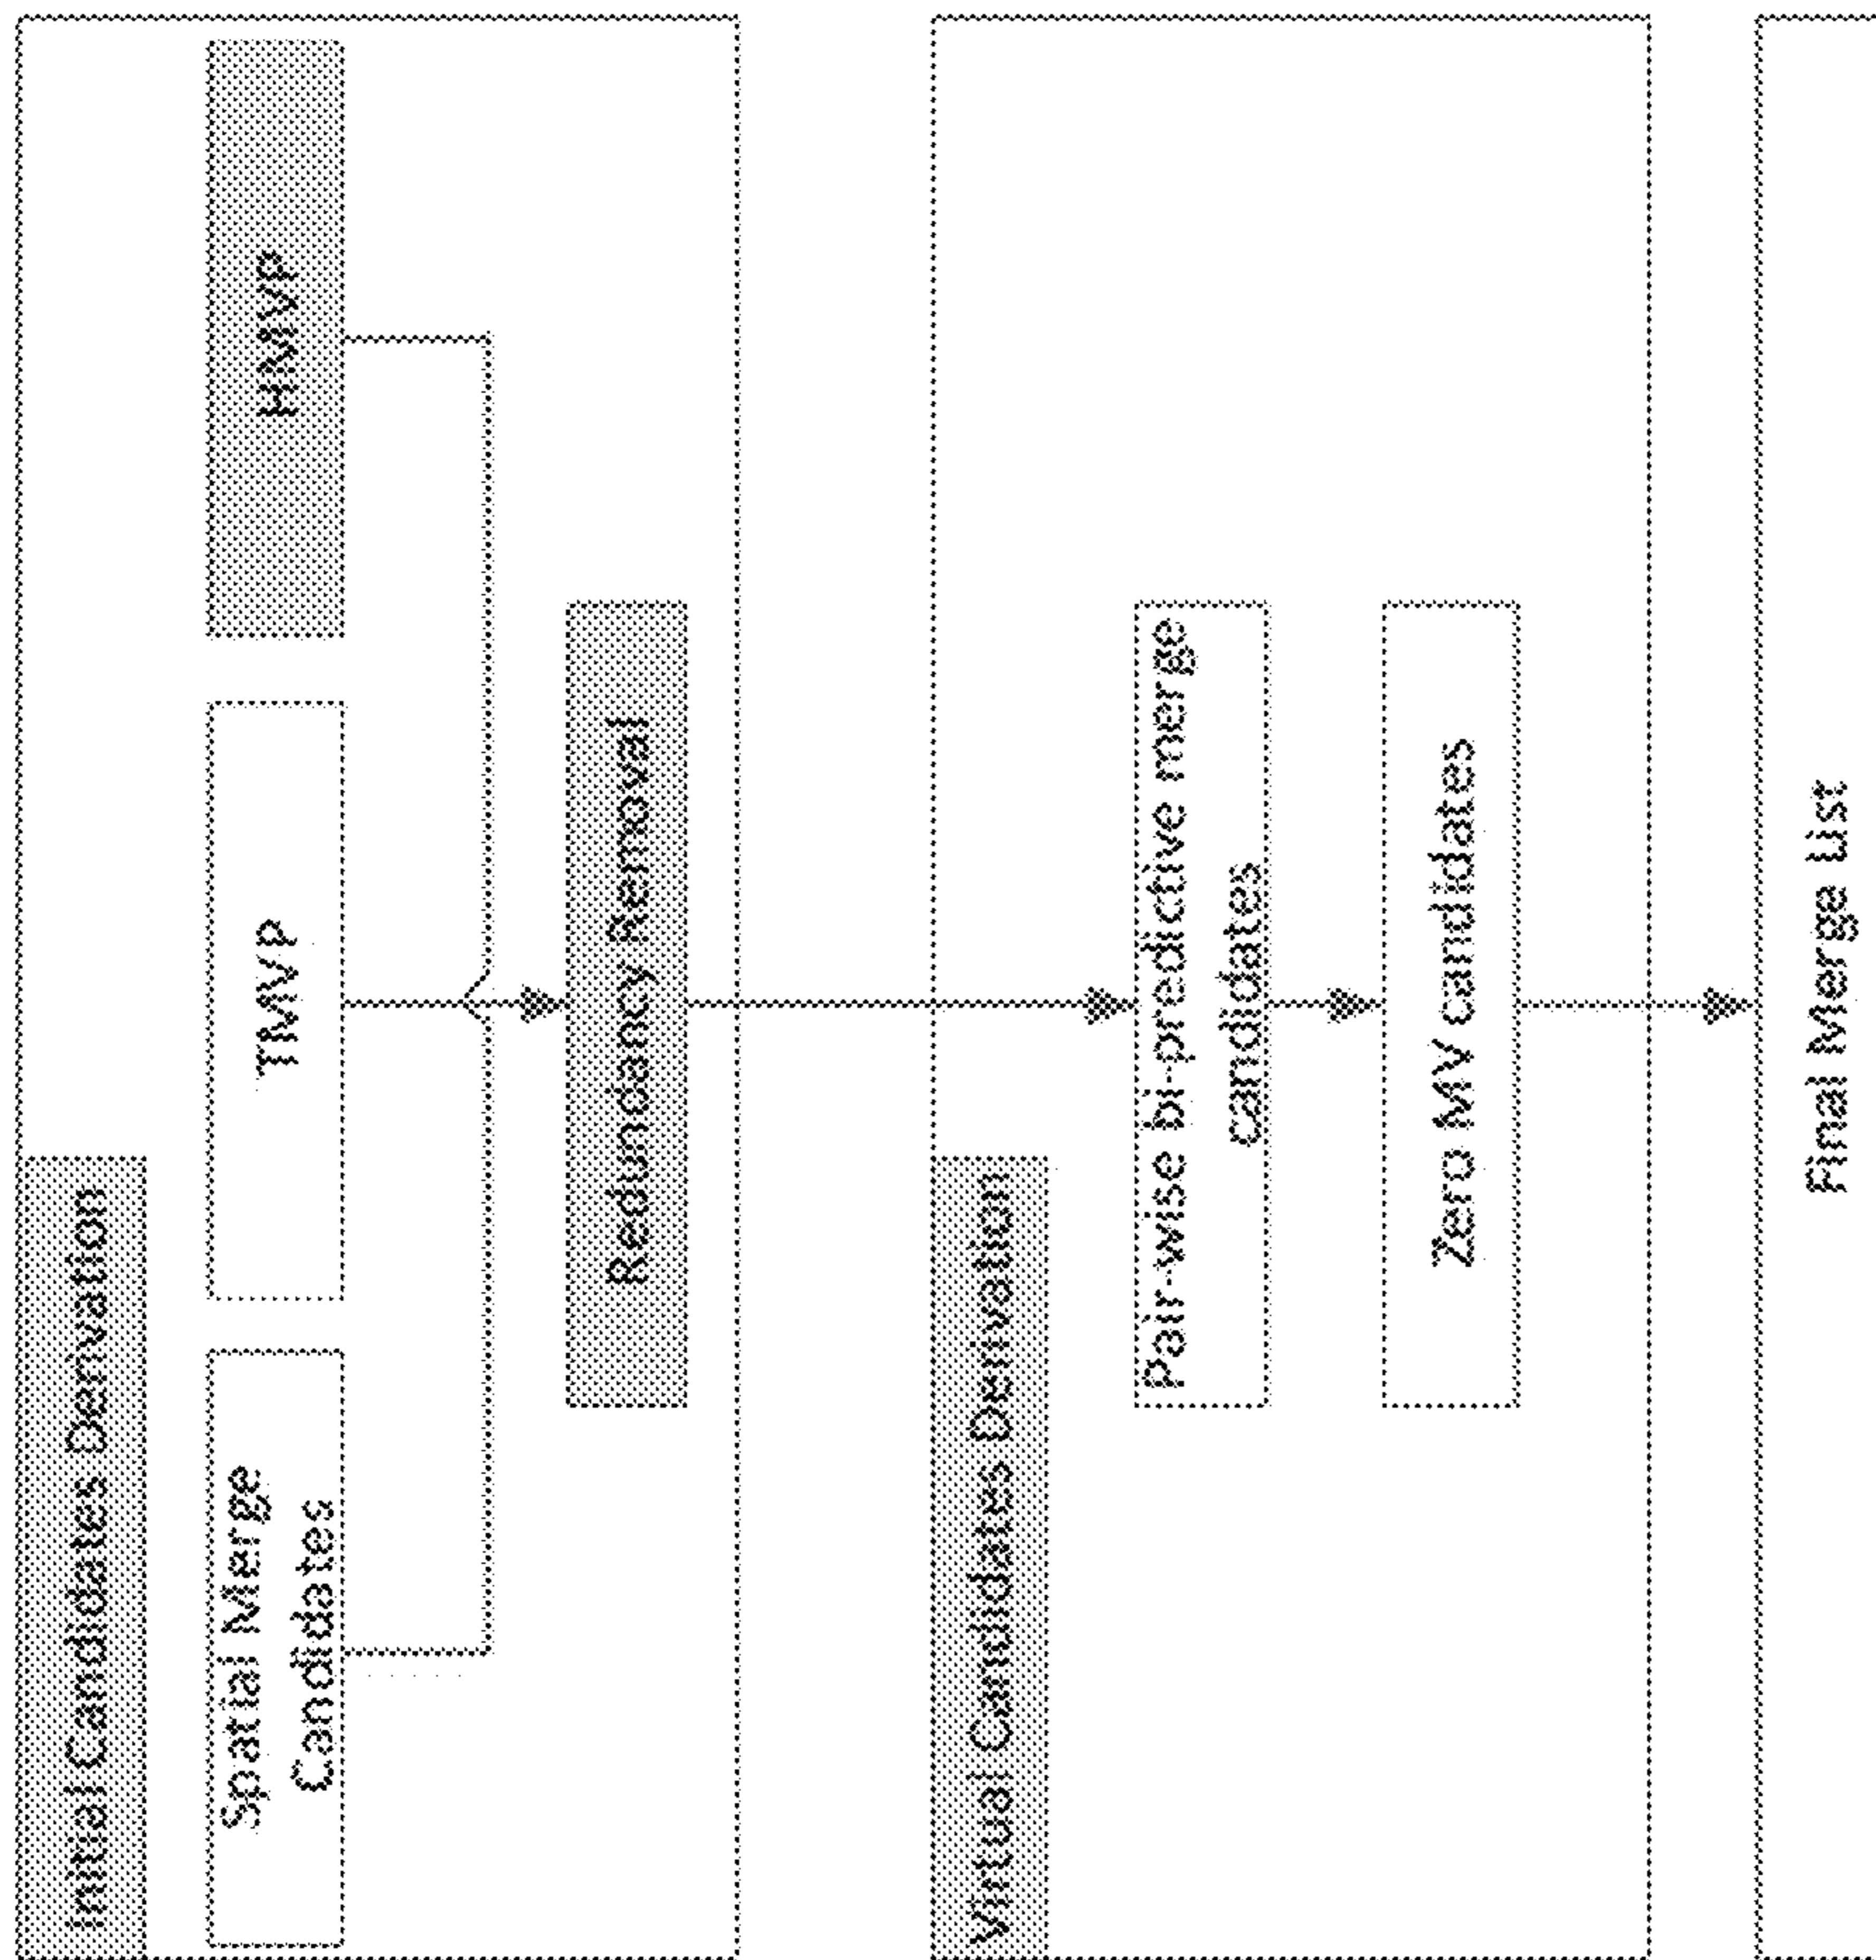 Initial Candidates Derivation
Spatial Merge
Candidates
TMVP
HMVP
Redundancy Removal
Virtual Candidates Derivation
Pair-wise bi-predictive merge
candidates
Zero MV candidates
Final Merge List